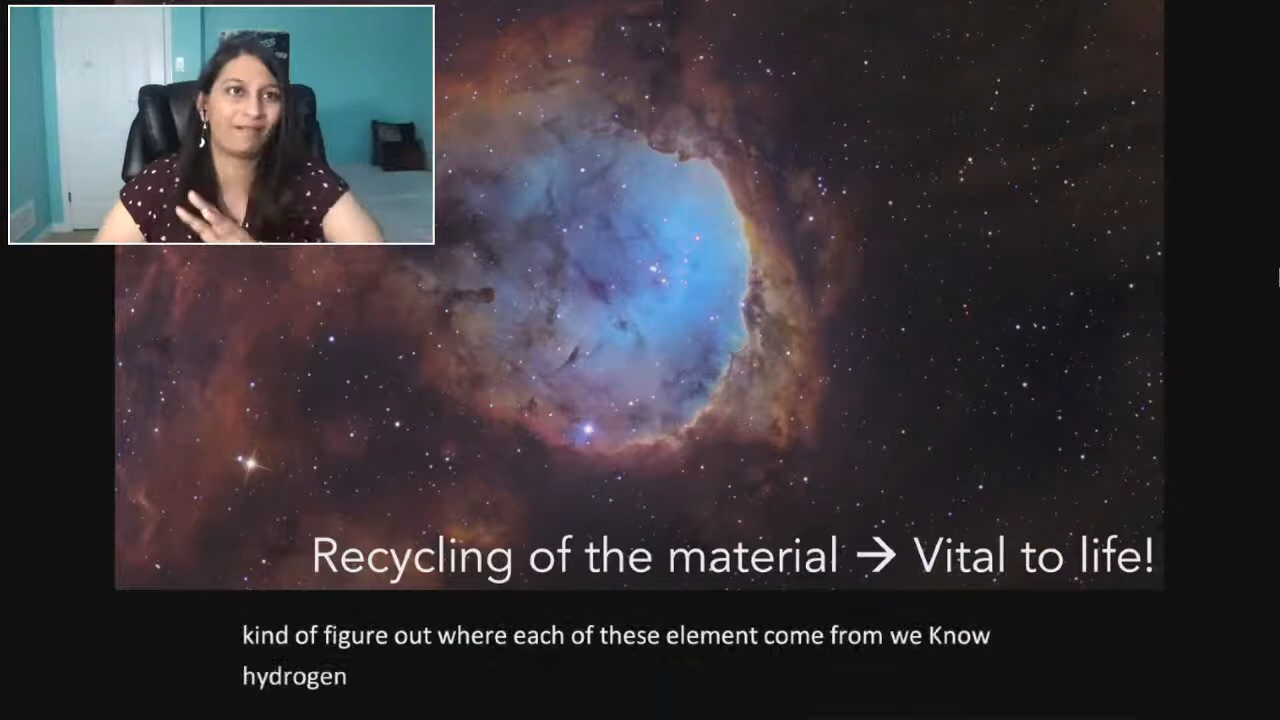 Recycling of the material → Vital to life!
kind of figure out where each of these element come from we Know
hydrogen